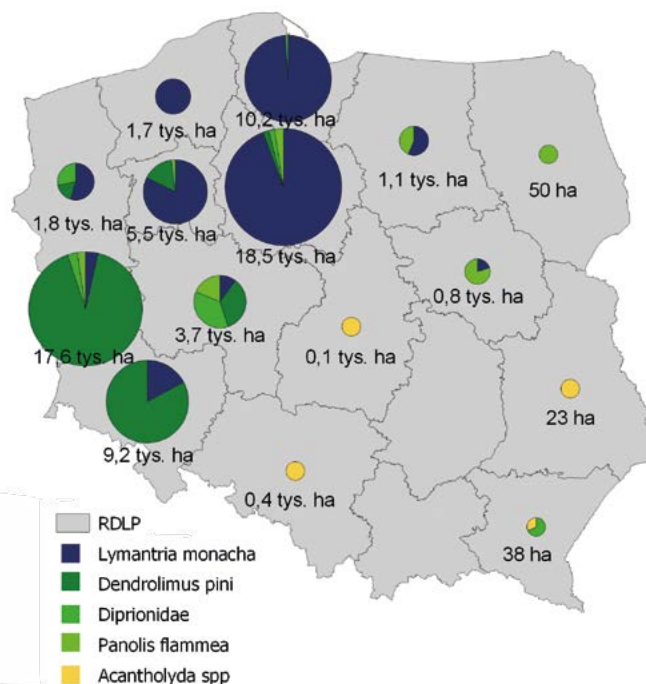 10,2 tys. ha
1,7 tys. ha
1,1 tys. ha
50 ha
1,8 tys. ha
5,5 tys. ha
18,5 tys. ha
0,8 tys. ha
3,7 tys. ha
17,6 tys. ha
0,1 tys. ha
23 ha
9,2 tys. ha
0,4 tys. ha
38 ha
RDLP
Lymantria monacha
Dendrolimus pini
Diprionidae
Panolis flammea
Acantholyda spp